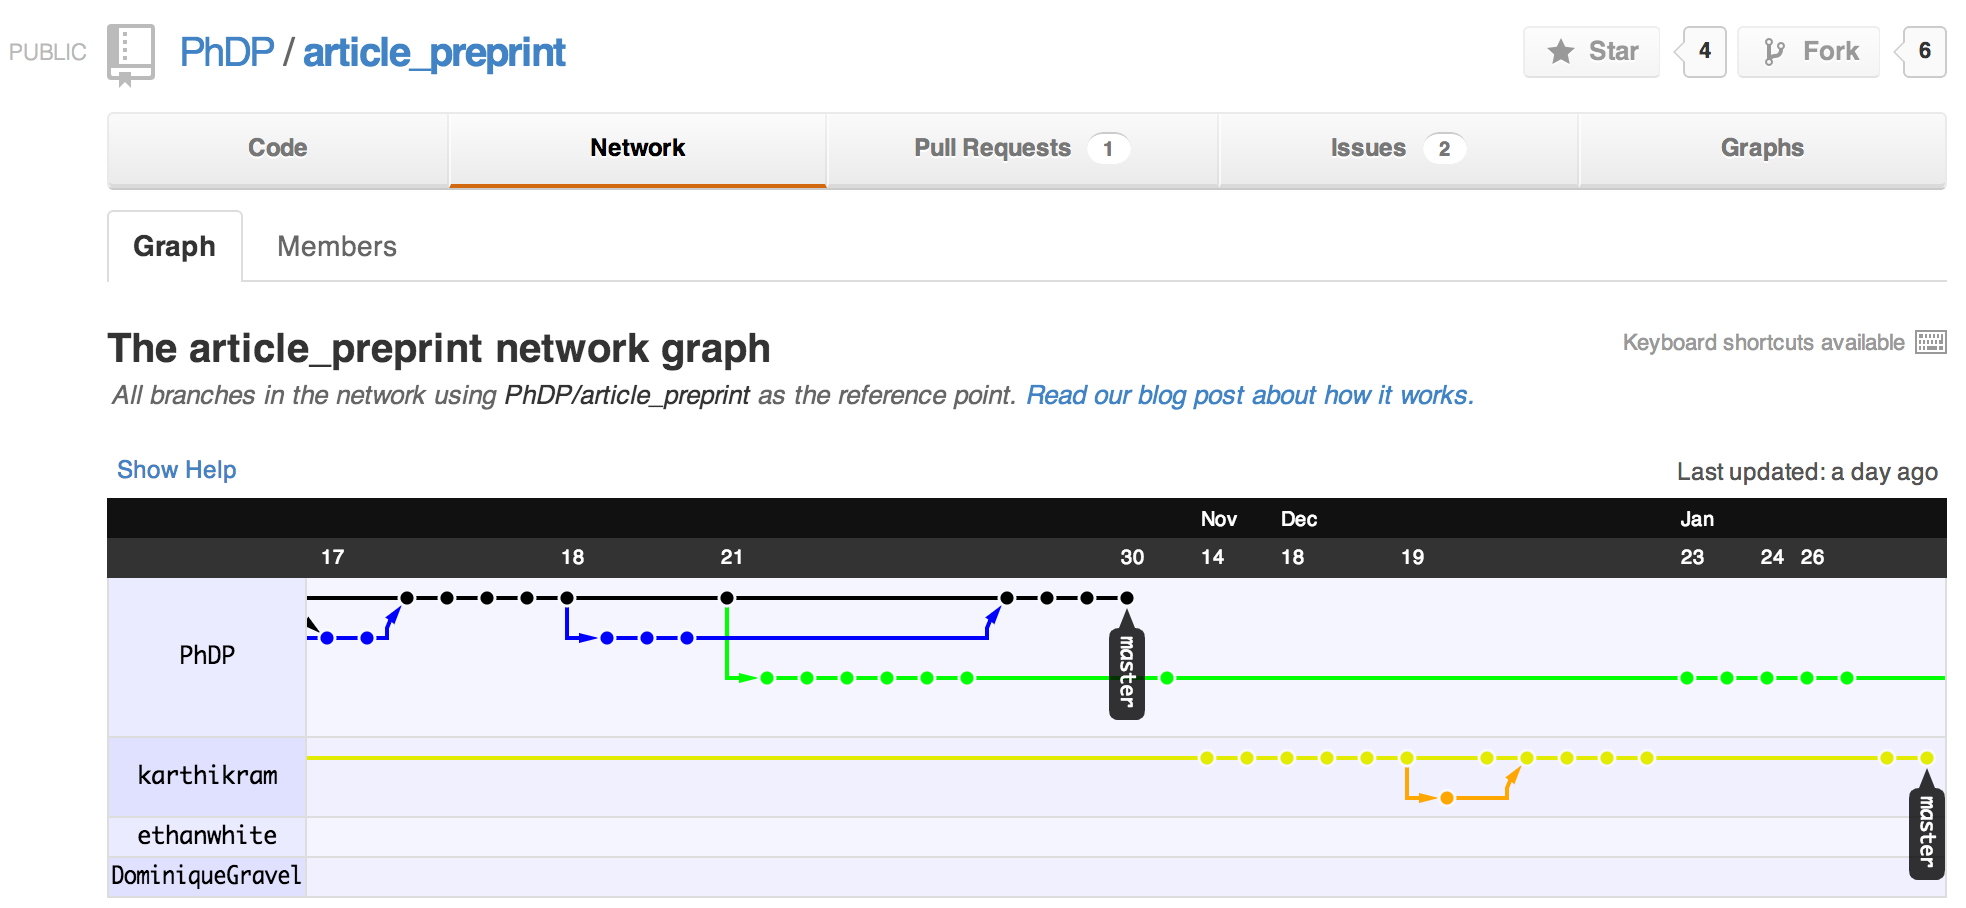 PUBLIC PhDP / article_preprint Star 4 Fork 6
Code Network Pull Requests 1 Issues 2 Graphs
Graph Members
The article_preprint network graph
Keyboard shortcuts available
All branches in the network using PhDP/article_preprint as the reference point. Read our blog post about how it works.
Show Help
Last updated: a day ago
Nov Dec Jan
17 18 21 30 14 18 19 23 24 26
PhDP
master
karthikram
master
ethanwhite
DominiqueGravel